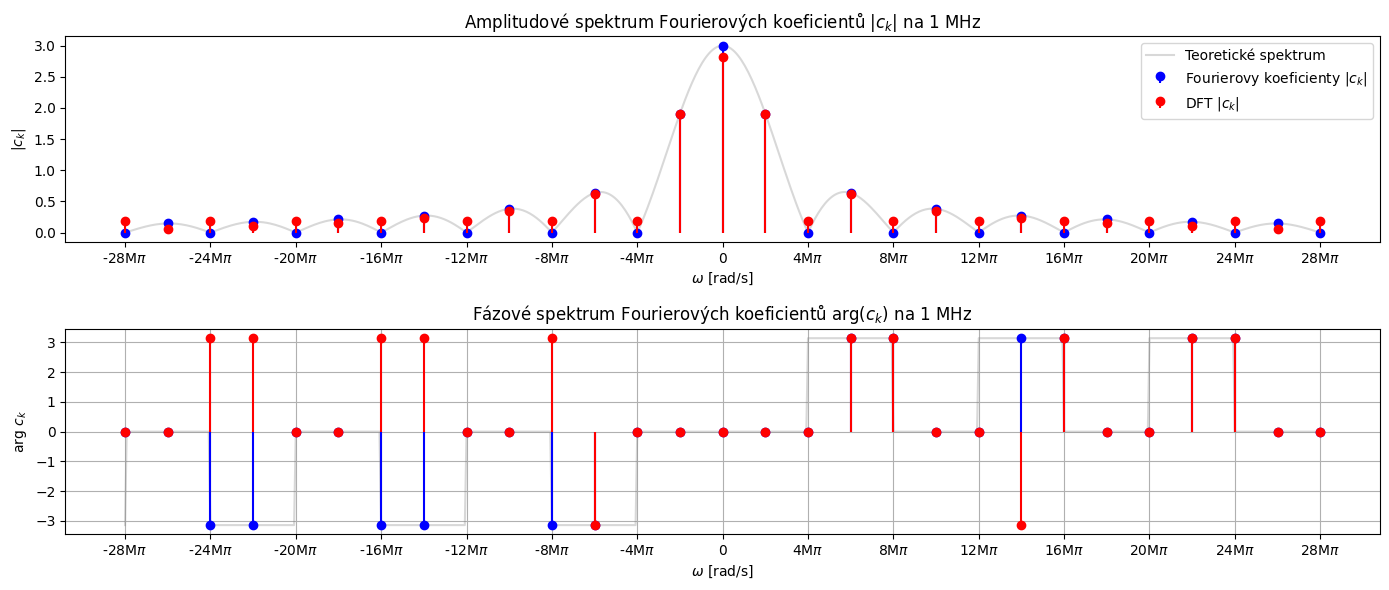 Amplitudové spektrum Fourierových koeficientů |c_k| na 1 MHz
3.0
2.5
2.0
1.5
1.0
0.5
0.0
|c_k|
Teoretické spektrum
Fourierovy koeficienty |c_k|
DFT |c_k|
-28Mπ -24Mπ -20Mπ -16Mπ -12Mπ -8Mπ -4Mπ 0 4Mπ 8Mπ 12Mπ 16Mπ 20Mπ 24Mπ 28Mπ
ω [rad/s]
Fázové spektrum Fourierových koeficientů arg(c_k) na 1 MHz
3
2
1
0
−1
−2
−3
arg c_k
-28Mπ -24Mπ -20Mπ -16Mπ -12Mπ -8Mπ -4Mπ 0 4Mπ 8Mπ 12Mπ 16Mπ 20Mπ 24Mπ 28Mπ
ω [rad/s]